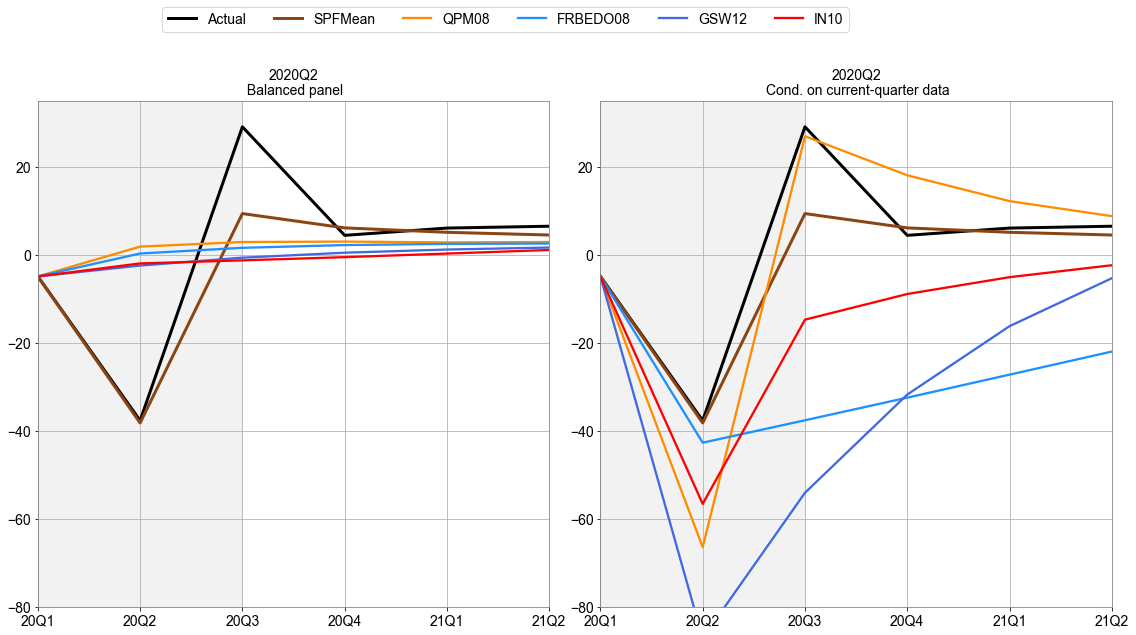 Actual SPFMean QPM08 FRBEDO08 GSW12 IN10
2020Q2
Balanced panel
20
0
−20
−40
−60
−80
20Q1 20Q2 20Q3 20Q4 21Q1 21Q2
2020Q2
Cond. on current-quarter data
20
0
−20
−40
−60
−80
20Q1 20Q2 20Q3 20Q4 21Q1 21Q2